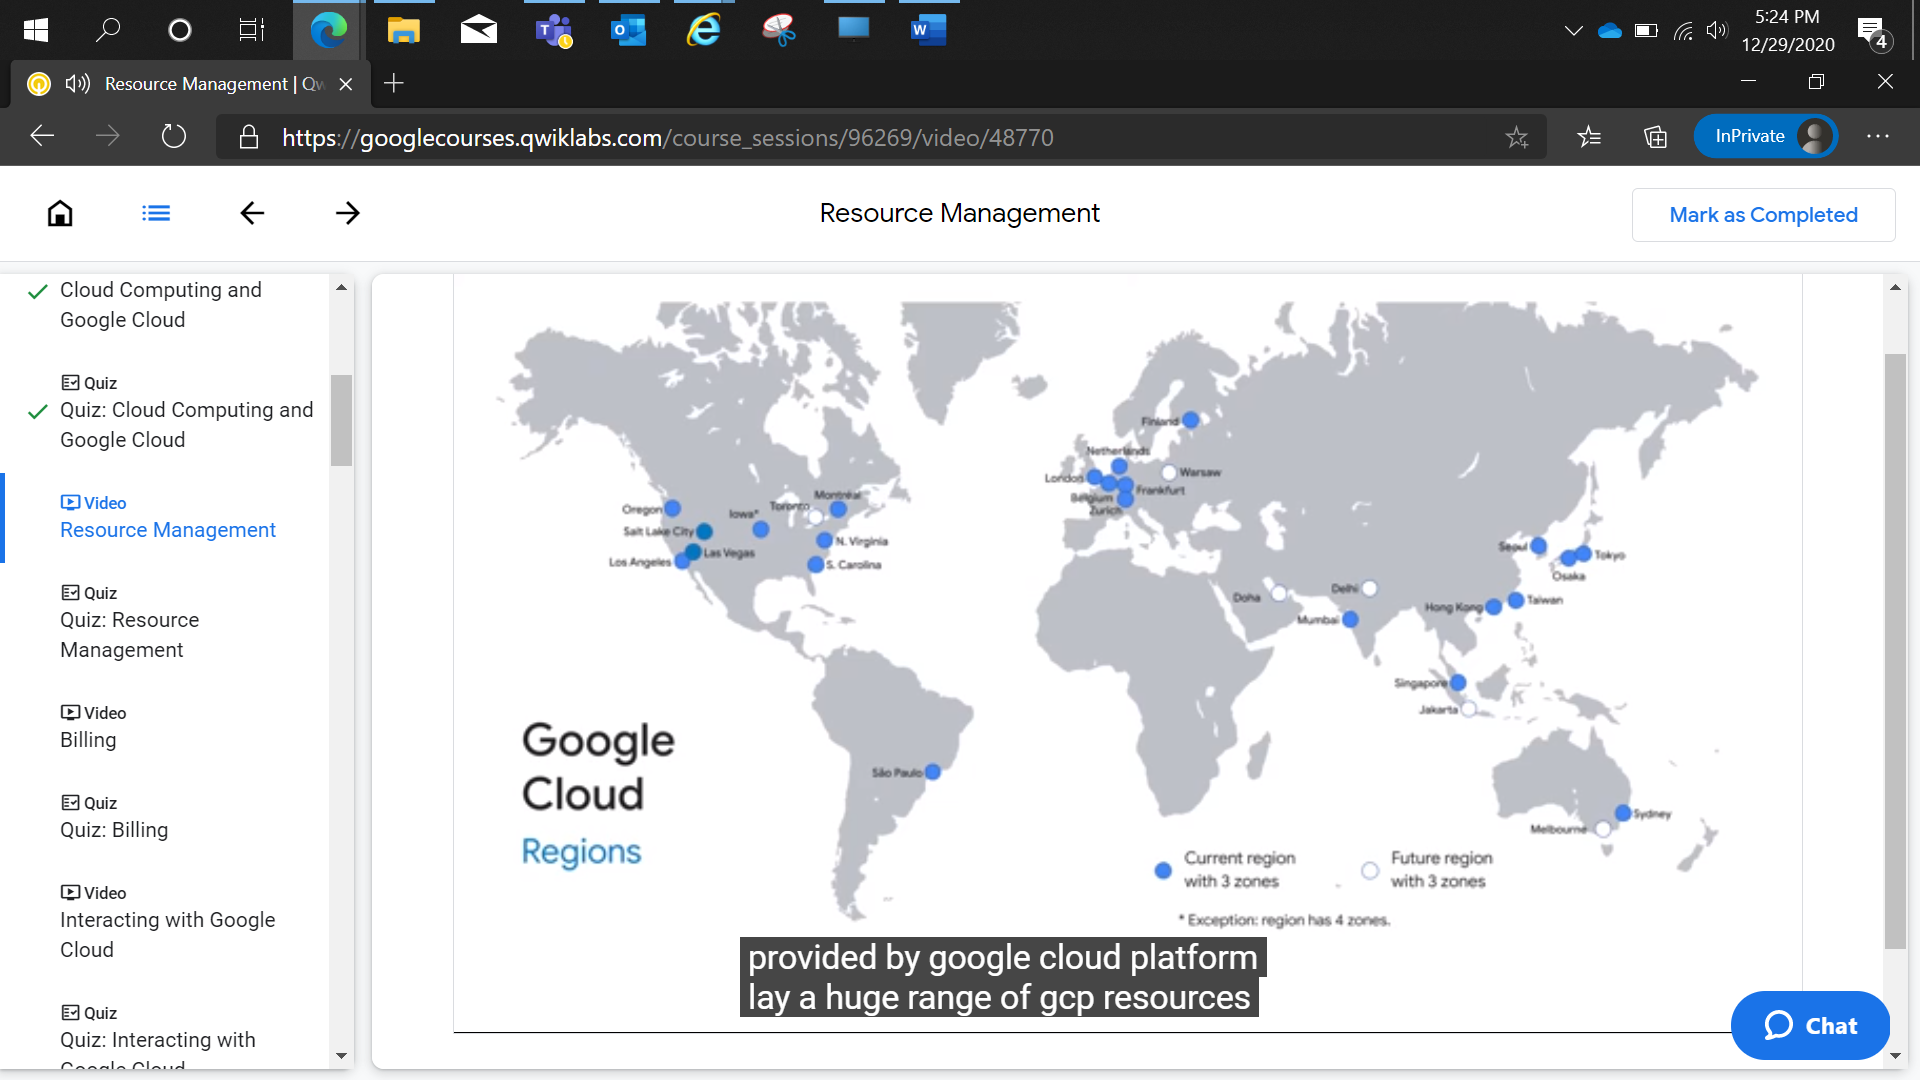 5:24 PM
12/29/2020
4
Resource Management | Qw
https://googlecourses.qwiklabs.com/course_sessions/96269/video/48770
InPrivate
Resource Management
Mark as Completed
Cloud Computing and
Google Cloud
Quiz
Quiz: Cloud Computing and
Google Cloud
Video
Resource Management
Quiz
Quiz: Resource
Management
Video
Billing
Quiz
Quiz: Billing
Video
Interacting with Google
Cloud
Quiz
Quiz: Interacting with
Google Cloud
Finland
Netherlands
London
Warsaw
Belgium
Frankfurt
Zurich
Oregon
Salt Lake City
Los Angeles
Las Vegas
Iowa*
Toronto
Montréal
N. Virginia
S. Carolina
Seoul
Tokyo
Osaka
Doha
Delhi
Mumbai
Hong Kong
Taiwan
Singapore
Jakarta
São Paulo
Sydney
Melbourne
Google
Cloud
Regions
Current region
with 3 zones
Future region
with 3 zones
* Exception: region has 4 zones.
provided by google cloud platform
lay a huge range of gcp resources
Chat